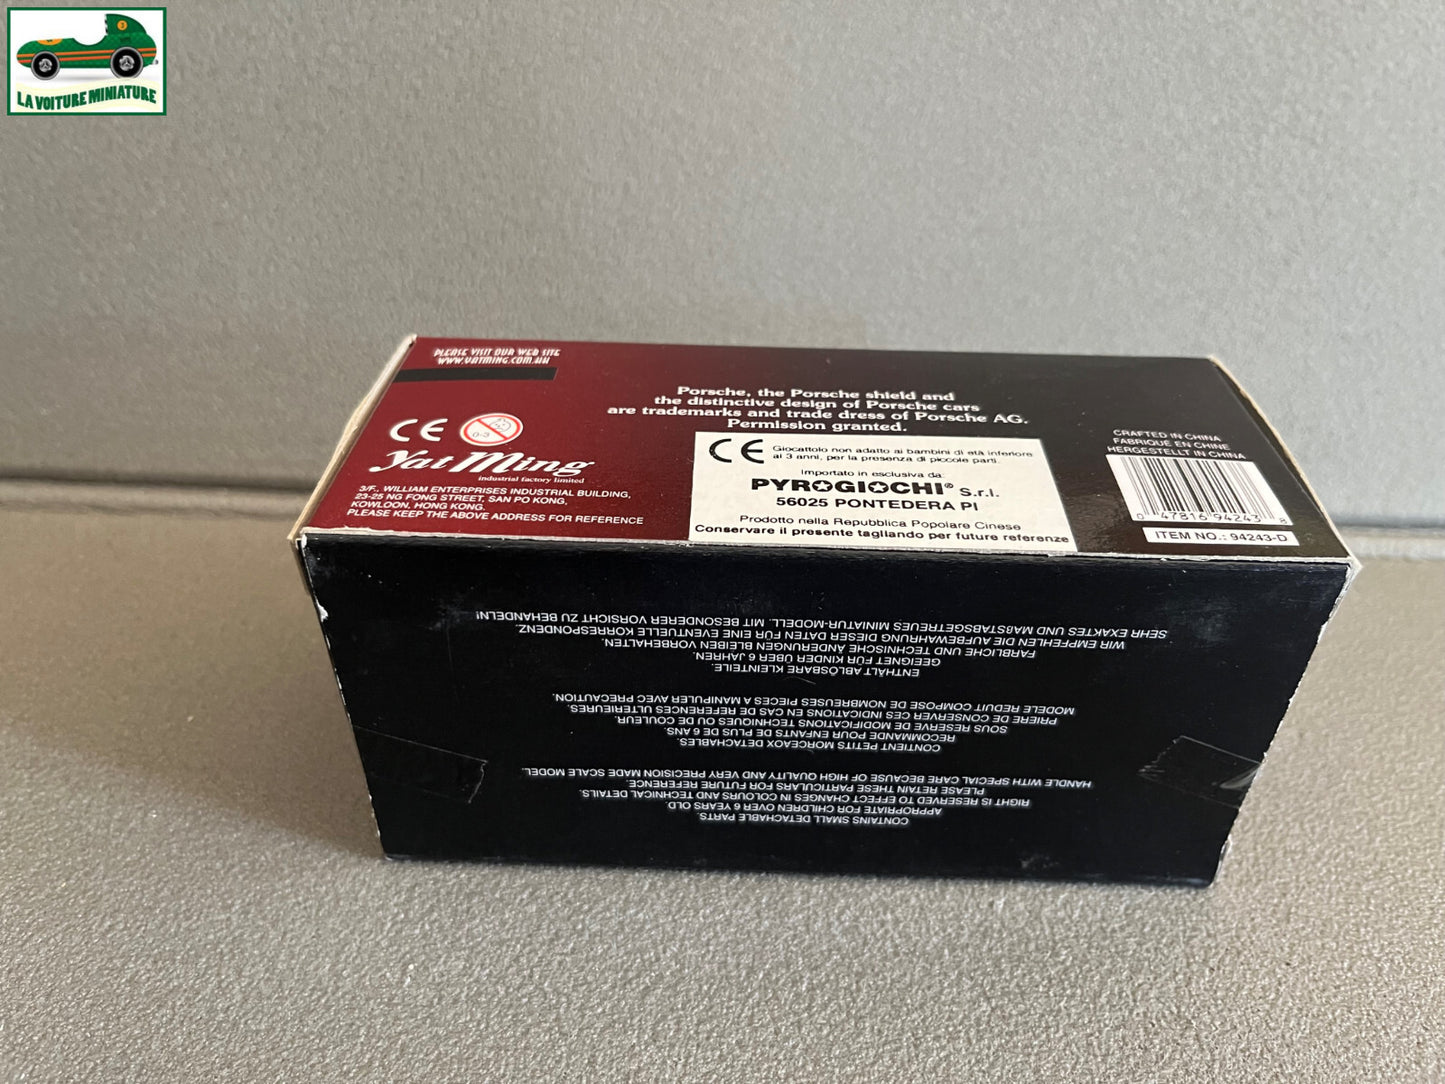 LA VOITURE MINIATURE
PLEASE VISIT OUR WEB SITE
WWW.YATMING.COM.HK
Porsche, the Porsche shield and
the distinctive design of Porsche cars
are trademarks and trade dress of Porsche AG.
Permission granted.
CE
0-3
Yat Ming
industrial factory limited
3/F., WILLIAM ENTERPRISES INDUSTRIAL BUILDING,
23-25 NG FONG STREET, SAN PO KONG,
KOWLOON, HONG KONG.
PLEASE KEEP THE ABOVE ADDRESS FOR REFERENCE
CE Giocattolo non adatto ai bambini di età inferiore
ai 3 anni, per la presenza di piccole parti.
Importato in esclusiva da:
PYROGIOCHI® S.r.l.
56025 PONTEDERA PI
Prodotto nella Repubblica Popolare Cinese
Conservare il presente tagliando per future referenze
CRAFTED IN CHINA
FABRIQUÉ EN CHINE
HERGESTELLT IN CHINA
0 47816 94243 8
ITEM NO.: 94243-D
CONTAINS SMALL DETACHABLE PARTS.
APPROPRIATE FOR CHILDREN OVER 6 YEARS OLD.
RIGHT IS RESERVED TO EFFECT CHANGES IN COLOURS AND TECHNICAL DETAILS.
PLEASE RETAIN THESE PARTICULARS FOR FUTURE REFERENCE.
HANDLE WITH SPECIAL CARE BECAUSE OF HIGH QUALITY AND VERY PRECISION MADE SCALE MODEL.
CONTIENT PETITS MORCEAUX DETACHABLES.
RECOMMANDE POUR ENFANTS DE PLUS DE 6 ANS.
SOUS RESERVE DE MODIFICATIONS TECHNIQUES OU DE COULEUR.
PRIERE DE CONSERVER CES INDICATIONS EN CAS DE REFERENCES ULTERIEURES.
MODELE REDUIT COMPOSE DE NOMBREUSES PIECES A MANIPULER AVEC PRECAUTION.
ENTHÄLT ABLÖSBARE KLEINTEILE.
GEEIGNET FÜR KINDER ÜBER 6 JAHREN.
FARBLICHE UND TECHNISCHE ÄNDERUNGEN BLEIBEN VORBEHALTEN.
WIR EMPFEHLEN DIE AUFBEWAHRUNG DIESER DATEN FÜR EINE EVENTUELLE KORRESPONDENZ.
SEHR EXAKTES UND MAßSTABSGETREUES MINIATUR-MODELL. MIT BESONDERER VORSICHT ZU BEHANDELN!